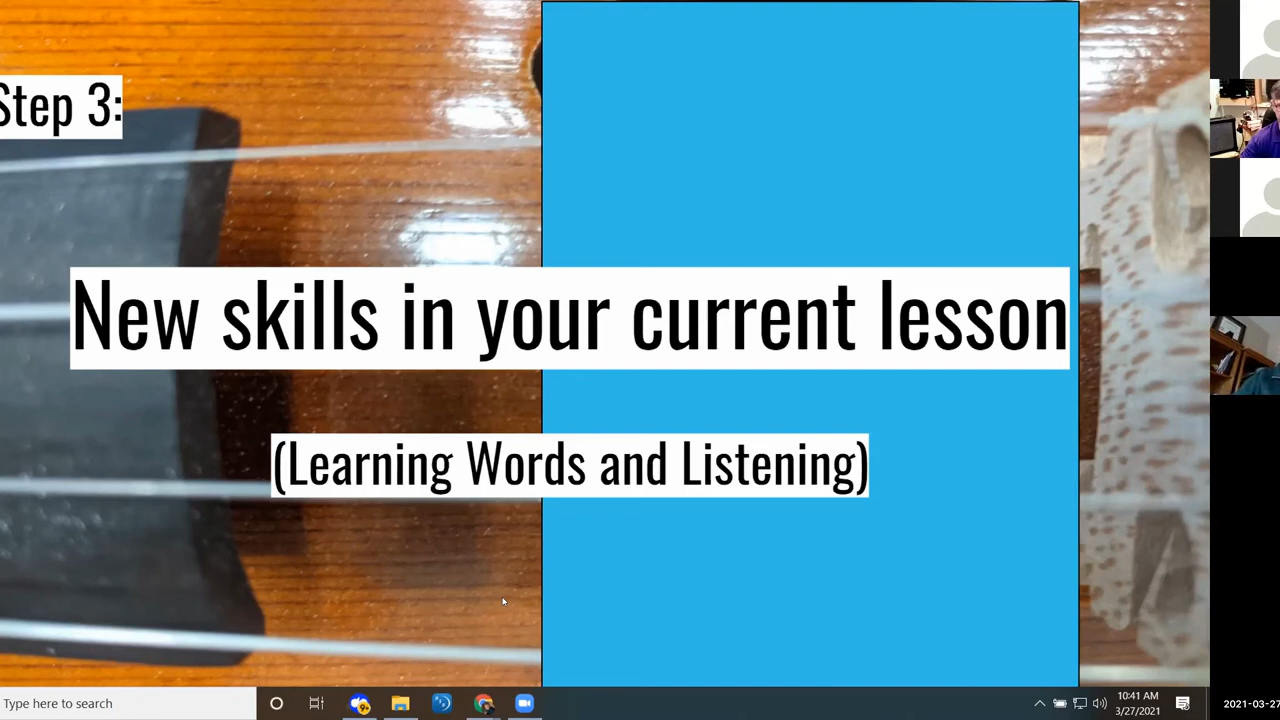 Step 3:
New skills in your current lesson
(Learning Words and Listening)
Type here to search
9+
10:41 AM
3/27/2021
2021-03-27